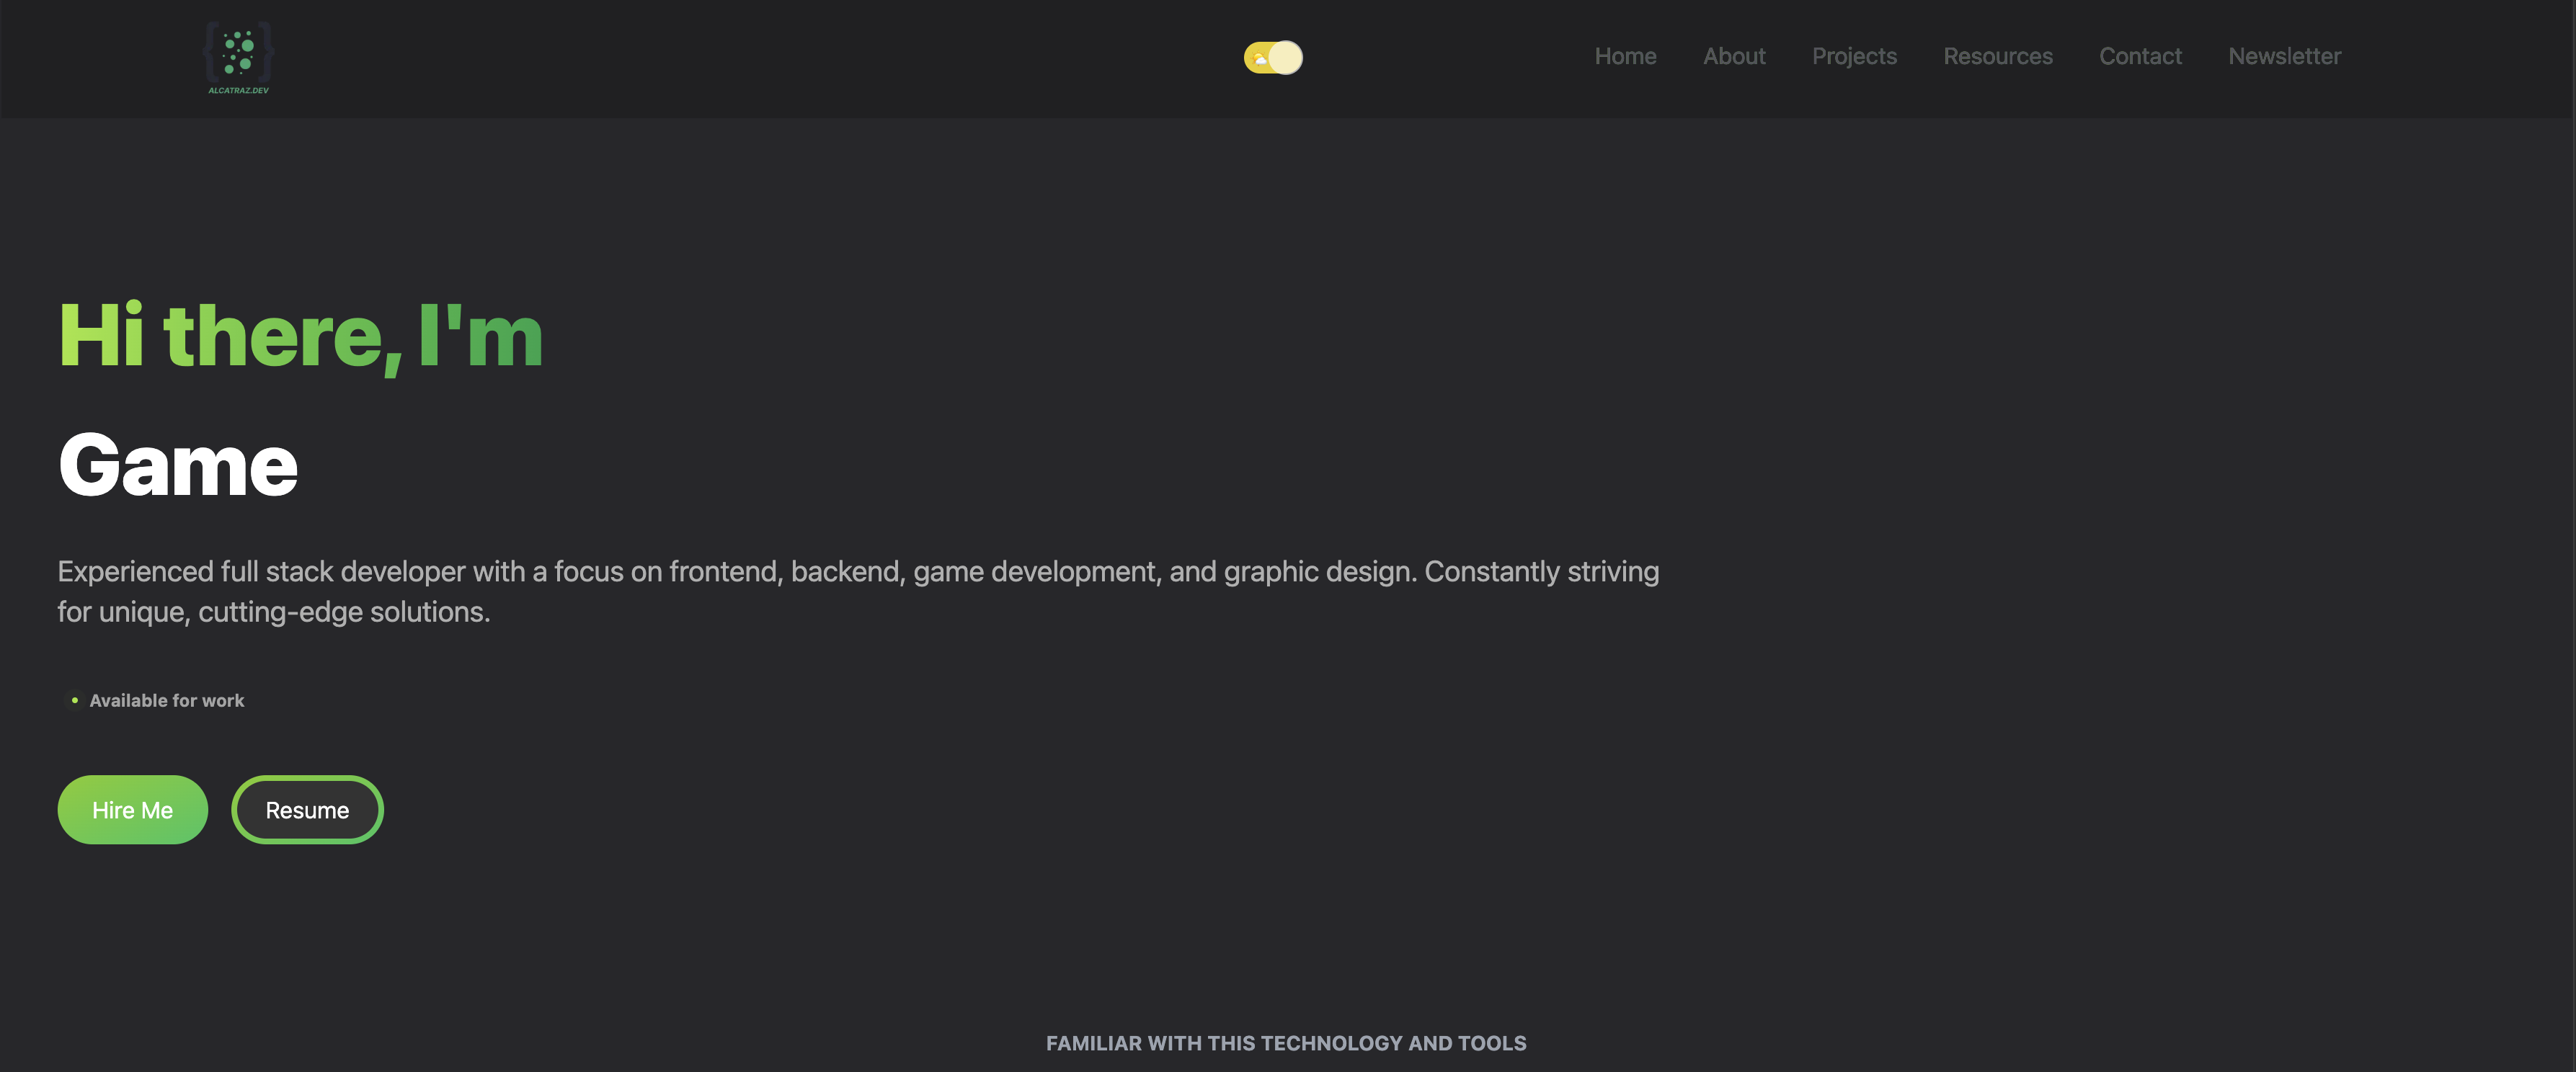 ALCATRAZ.DEV
Home About Projects Resources Contact Newsletter
Hi there, I'm
Game
Experienced full stack developer with a focus on frontend, backend, game development, and graphic design. Constantly striving
for unique, cutting-edge solutions.
Available for work
Hire Me Resume
FAMILIAR WITH THIS TECHNOLOGY AND TOOLS